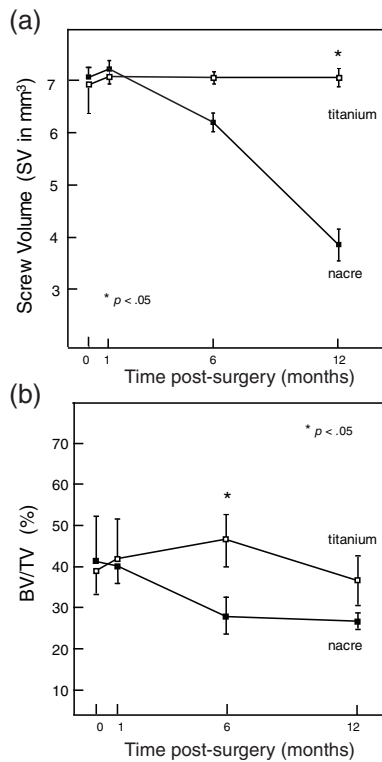 (a)
Screw Volume (SV in mm³)
7
6
5
4
3
*
titanium
nacre
* p < .05
0 1 6 12
Time post-surgery (months)
(b)
BV/TV (%)
70
60
50
40
30
20
10
* p < .05
*
titanium
nacre
0 1 6 12
Time post-surgery (months)